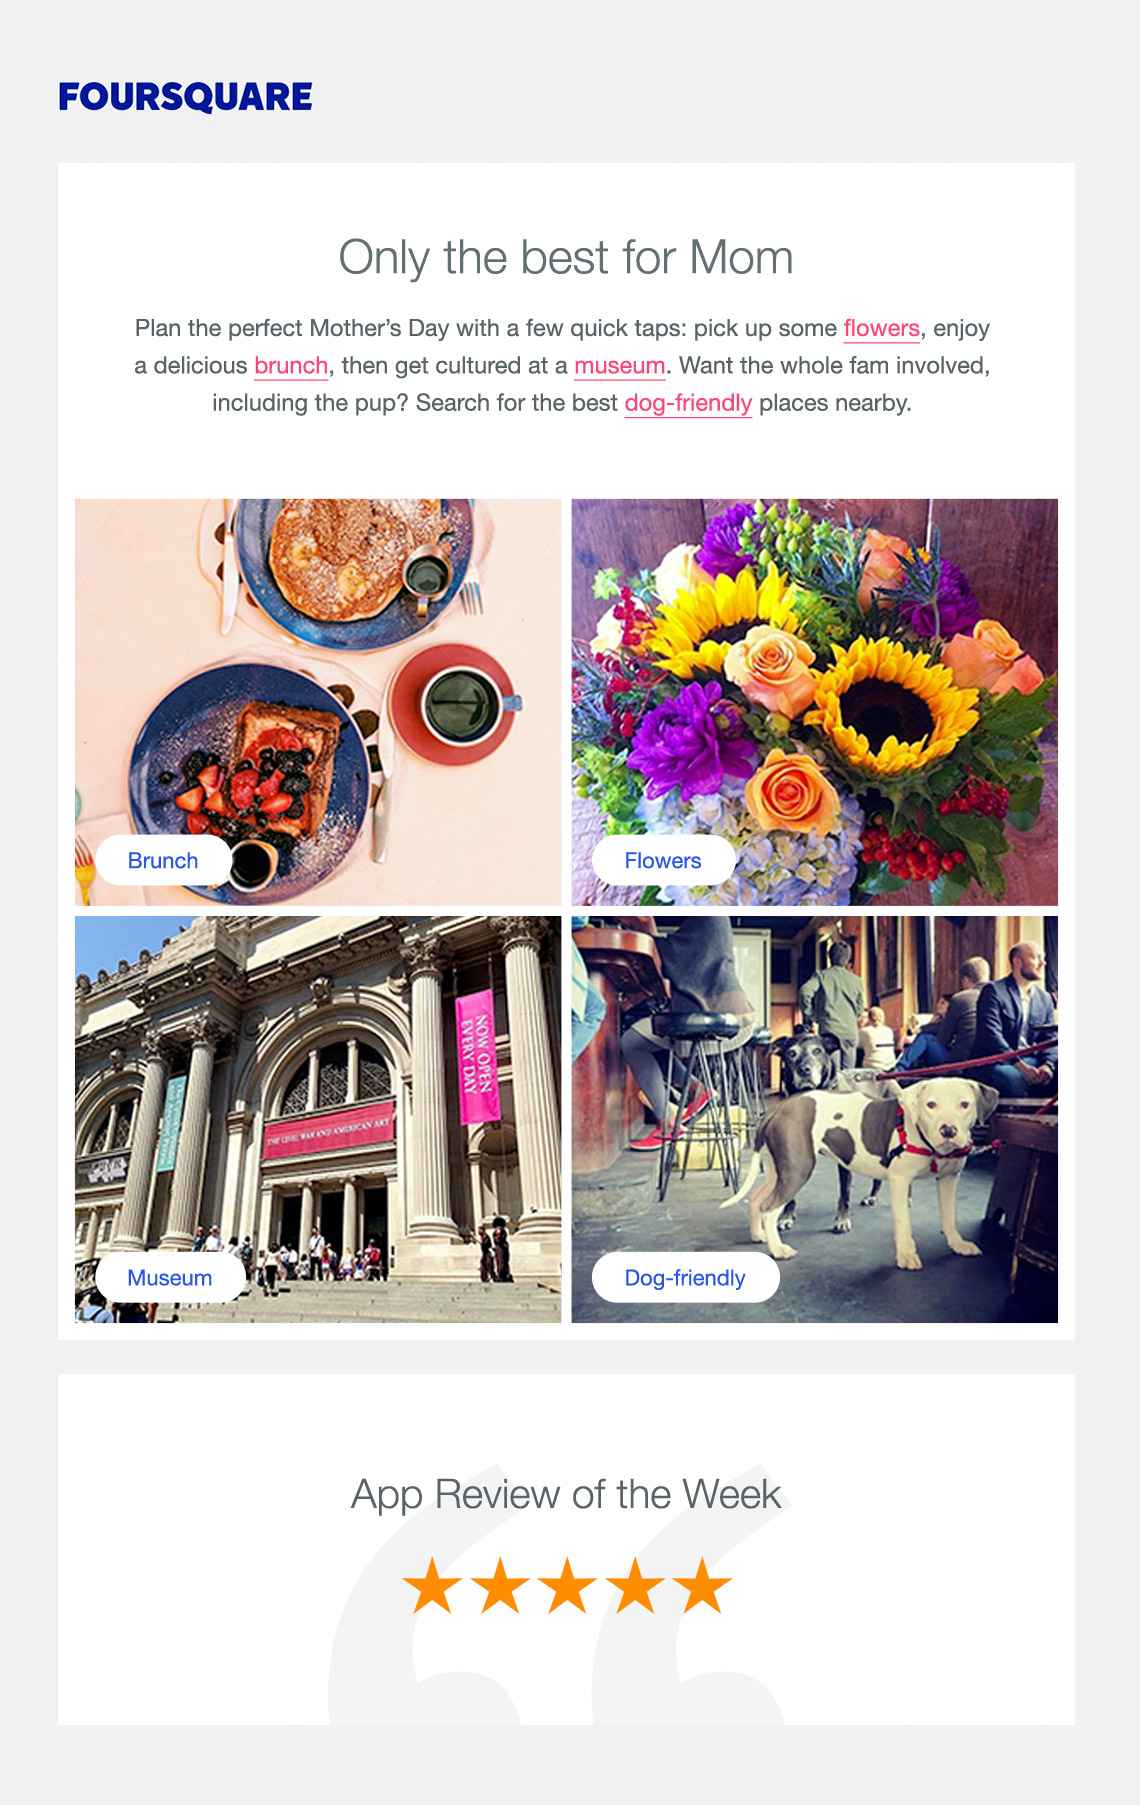 FOURSQUARE
Only the best for Mom
Plan the perfect Mother’s Day with a few quick taps: pick up some flowers, enjoy
a delicious brunch, then get cultured at a museum. Want the whole fam involved,
including the pup? Search for the best dog-friendly places nearby.
Brunch
Flowers
NOW OPEN
EVERY DAY
THE CIVIL WAR AND AMERICAN ART
Museum
Dog-friendly
App Review of the Week